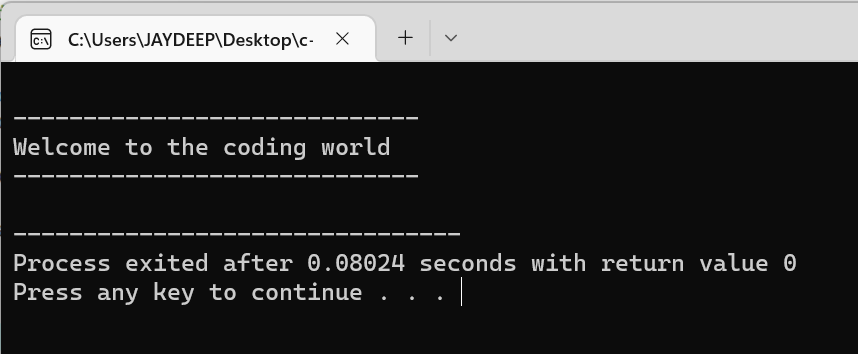 C:\Users\JAYDEEP\Desktop\c-
-----------------------------
Welcome to the coding world
-----------------------------
--------------------------------
Process exited after 0.08024 seconds with return value 0
Press any key to continue . . .